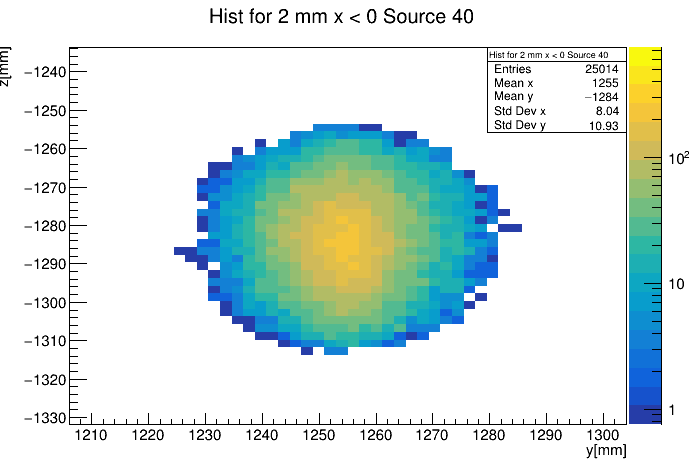 Hist for 2 mm x < 0 Source 40
z[mm]
Hist for 2 mm x < 0 Source 40
Entries 25014
Mean x 1255
Mean y −1284
Std Dev x 8.04
Std Dev y 10.93
−1240
−1250
−1260
−1270
−1280
−1290
−1300
−1310
−1320
−1330
1210 1220 1230 1240 1250 1260 1270 1280 1290 1300
y[mm]
10²
10
1